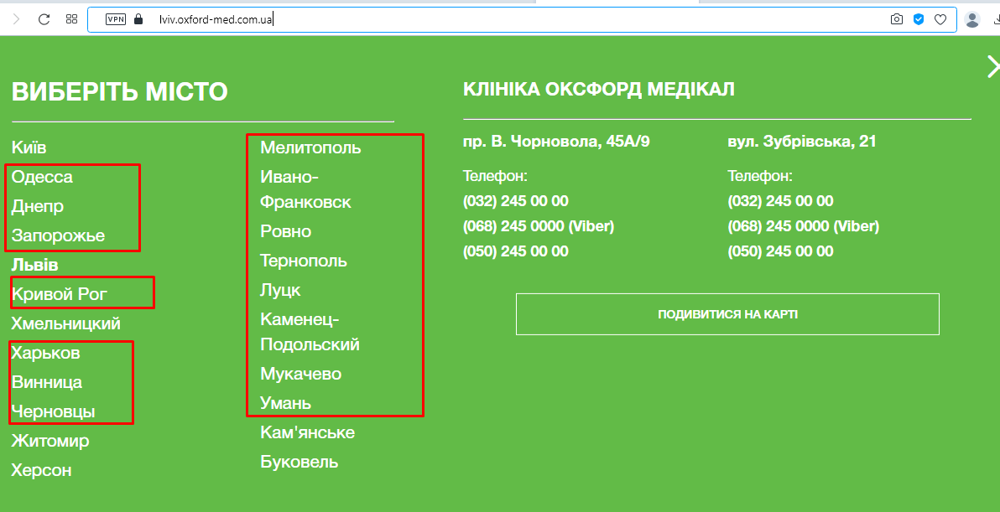 VPN lviv.oxford-med.com.ua
ВИБЕРІТЬ МІСТО
Київ
Одесса
Днепр
Запорожье
Львів
Кривой Рог
Хмельницкий
Харьков
Винница
Черновцы
Житомир
Херсон
Мелитополь
Ивано-
Франковск
Ровно
Тернополь
Луцк
Каменец-
Подольский
Мукачево
Умань
Кам'янське
Буковель
КЛІНІКА ОКСФОРД МЕДІКАЛ
пр. В. Чорновола, 45А/9
Телефон:
(032) 245 00 00
(068) 245 0000 (Viber)
(050) 245 00 00
вул. Зубрівська, 21
Телефон:
(032) 245 00 00
(068) 245 0000 (Viber)
(050) 245 00 00
ПОДИВИТИСЯ НА КАРТІ